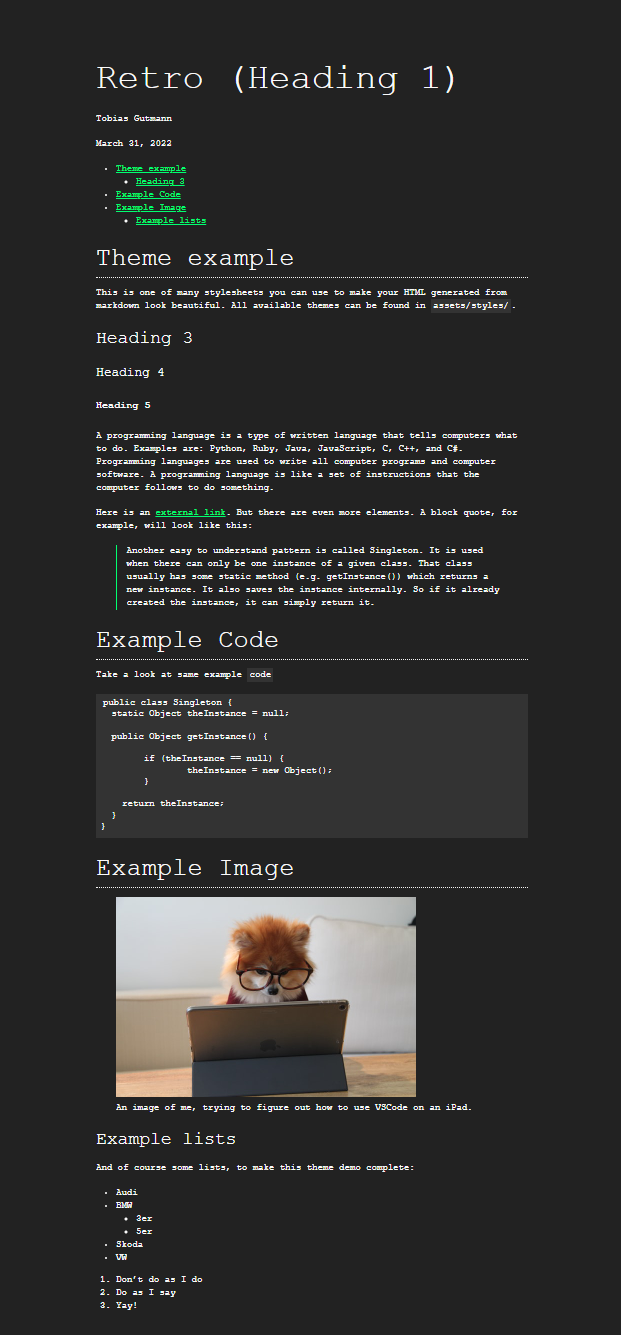 Retro (Heading 1)
Tobias Gutmann
March 31, 2022
Theme example
Heading 3
Example Code
Example Image
Example lists
Theme example
This is one of many stylesheets you can use to make your HTML generated from
markdown look beautiful. All available themes can be found in assets/styles/.
Heading 3
Heading 4
Heading 5
A programming language is a type of written language that tells computers what
to do. Examples are: Python, Ruby, Java, JavaScript, C, C++, and C#.
Programming languages are used to write all computer programs and computer
software. A programming language is like a set of instructions that the
computer follows to do something.
Here is an external link. But there are even more elements. A block quote, for
example, will look like this:
Another easy to understand pattern is called Singleton. It is used
when there can only be one instance of a given class. That class
usually has some static method (e.g. getInstance()) which returns a
new instance. It also saves the instance internally. So if it already
created the instance, it can simply return it.
Example Code
Take a look at same example code
public class Singleton {
static Object theInstance = null;
public Object getInstance() {
if (theInstance == null) {
theInstance = new Object();
}
return theInstance;
}
}
Example Image
An image of me, trying to figure out how to use VSCode on an iPad.
Example lists
And of course some lists, to make this theme demo complete:
Audi
BMW
3er
5er
Skoda
VW
1. Don't do as I do
2. Do as I say
3. Yay!